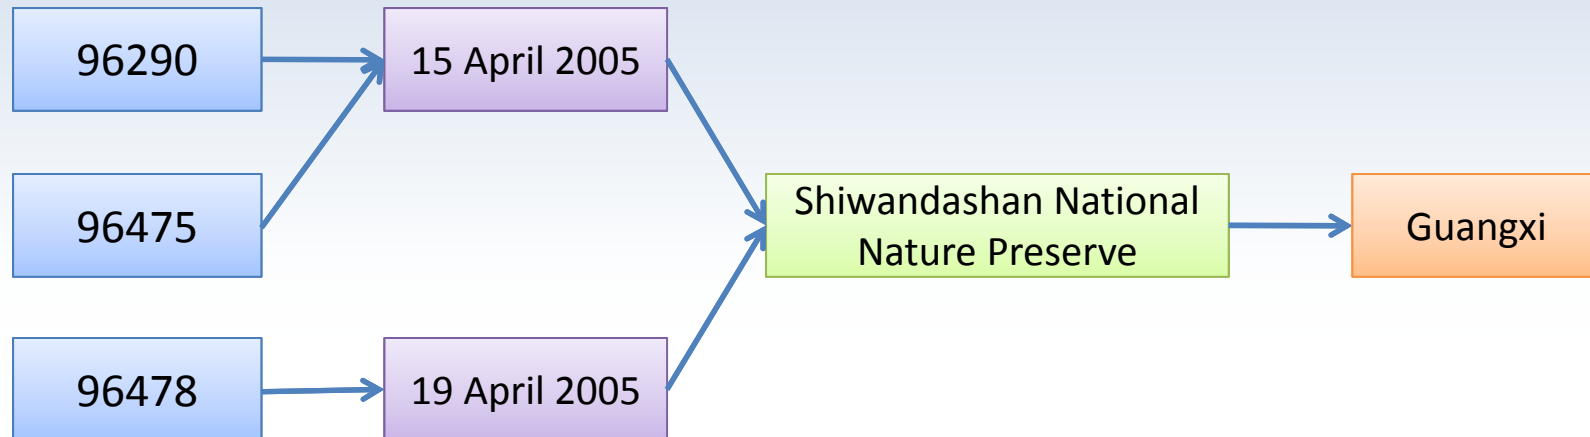 96290
15 April 2005
96475
Shiwandashan National
Nature Preserve
Guangxi
96478
19 April 2005